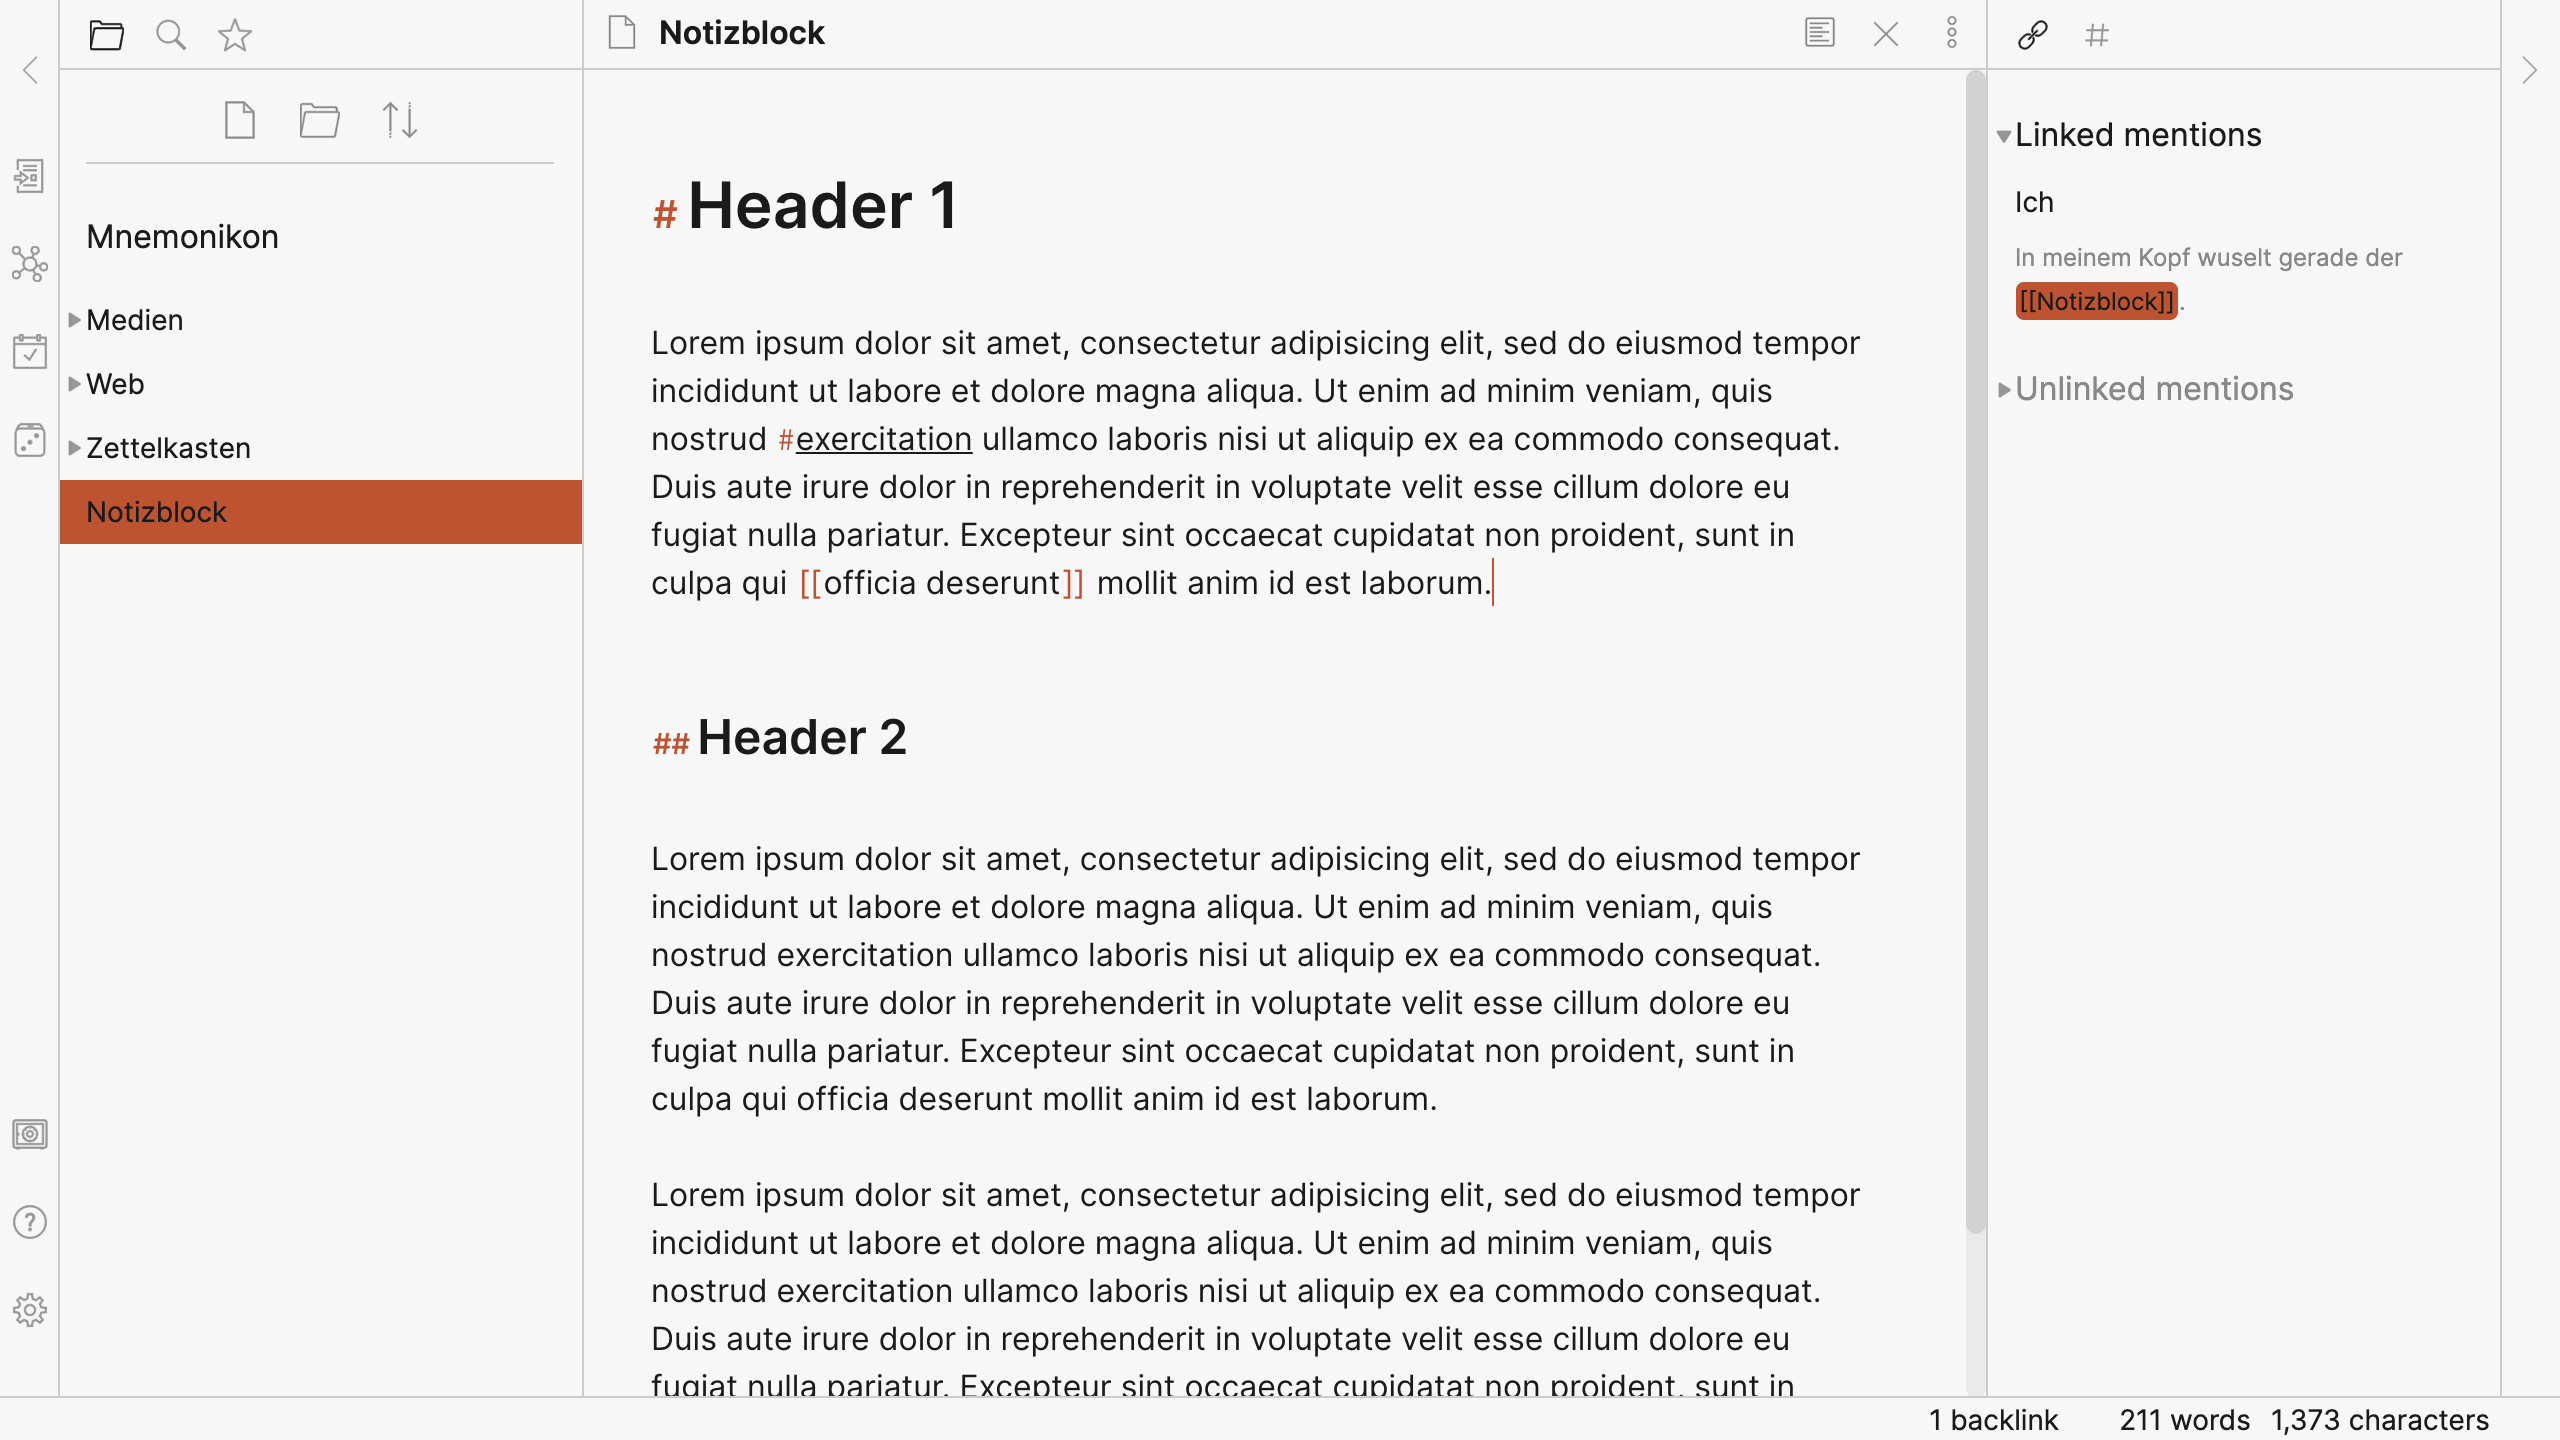 Notizblock
Mnemonikon
Medien
Web
Zettelkasten
Notizblock
# Header 1
Lorem ipsum dolor sit amet, consectetur adipisicing elit, sed do eiusmod tempor
incididunt ut labore et dolore magna aliqua. Ut enim ad minim veniam, quis
nostrud #exercitation ullamco laboris nisi ut aliquip ex ea commodo consequat.
Duis aute irure dolor in reprehenderit in voluptate velit esse cillum dolore eu
fugiat nulla pariatur. Excepteur sint occaecat cupidatat non proident, sunt in
culpa qui [[officia deserunt]] mollit anim id est laborum.
## Header 2
Lorem ipsum dolor sit amet, consectetur adipisicing elit, sed do eiusmod tempor
incididunt ut labore et dolore magna aliqua. Ut enim ad minim veniam, quis
nostrud exercitation ullamco laboris nisi ut aliquip ex ea commodo consequat.
Duis aute irure dolor in reprehenderit in voluptate velit esse cillum dolore eu
fugiat nulla pariatur. Excepteur sint occaecat cupidatat non proident, sunt in
culpa qui officia deserunt mollit anim id est laborum.
Lorem ipsum dolor sit amet, consectetur adipisicing elit, sed do eiusmod tempor
incididunt ut labore et dolore magna aliqua. Ut enim ad minim veniam, quis
nostrud exercitation ullamco laboris nisi ut aliquip ex ea commodo consequat.
Duis aute irure dolor in reprehenderit in voluptate velit esse cillum dolore eu
fugiat nulla pariatur. Excepteur sint occaecat cupidatat non proident, sunt in
Linked mentions
Ich
In meinem Kopf wuselt gerade der
[[Notizblock]].
Unlinked mentions
1 backlink 211 words 1,373 characters